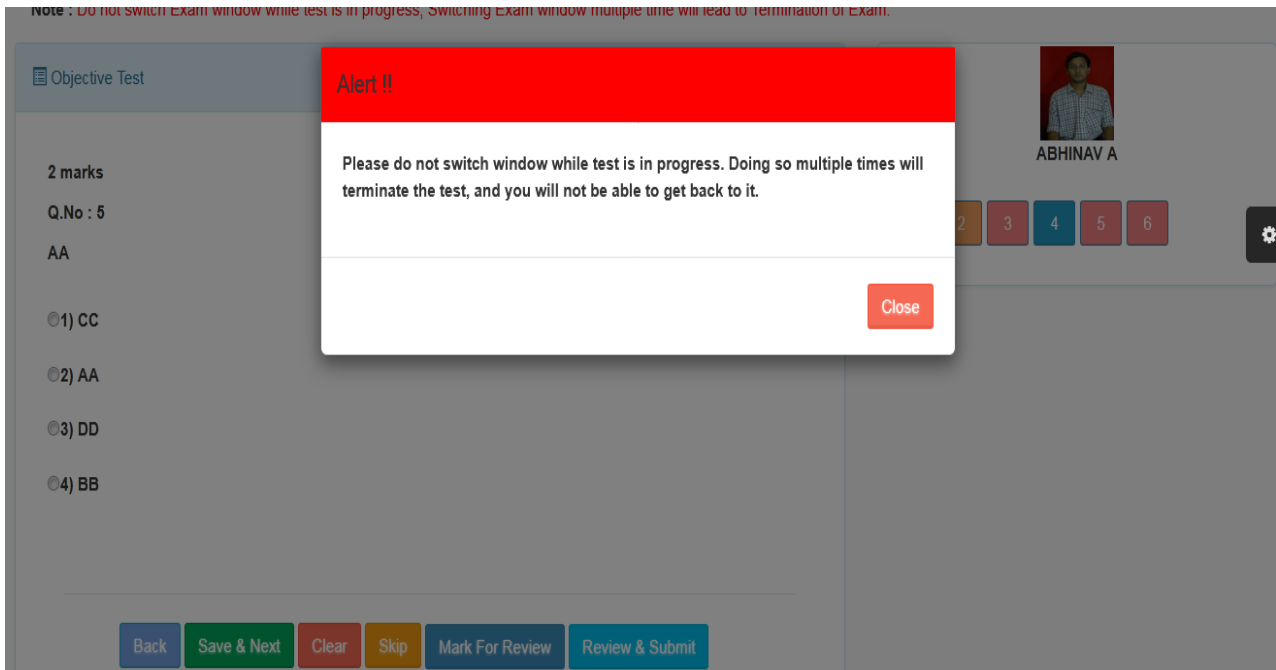 Note : Do not switch Exam window while test is in progress, Switching Exam window multiple time will lead to Termination of Exam.
Objective Test
Alert !!
Please do not switch window while test is in progress. Doing so multiple times will
terminate the test, and you will not be able to get back to it.
Close
2 marks
Q.No : 5
AA
1) CC
2) AA
3) DD
4) BB
Back Save & Next Clear Skip Mark For Review Review & Submit
ABHINAV A
2 3 4 5 6